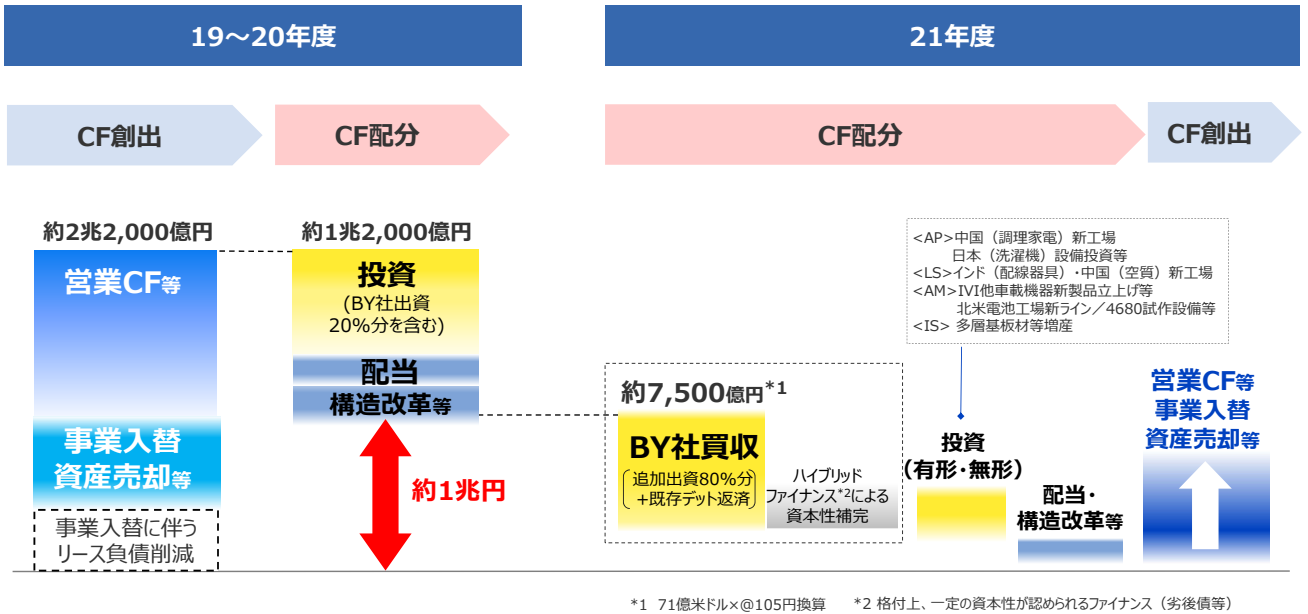 19～20年度
21年度
CF創出
CF配分
CF配分
CF創出
約2兆2,000億円
営業CF等
事業入替
資産売却等
事業入替に伴う
リース負債削減
約1兆2,000億円
投資
(BY社出資
20%分を含む)
配当
構造改革等
約1兆円
約7,500億円*1
BY社買収
追加出資80%分
+既存デット返済
ハイブリッド
ファイナンス*2による
資本性補完
<AP>中国（調理家電）新工場
日本（洗濯機）設備投資等
<LS>インド（配線器具）・中国（空質）新工場
<AM>IVI他車載機器新製品立上げ等
北米電池工場新ライン／4680試作設備等
<IS> 多層基板材等増産
投資
（有形・無形）
配当・
構造改革等
営業CF等
事業入替
資産売却等
*1 71億米ドル×@105円換算 *2 格付上、一定の資本性が認められるファイナンス（劣後債等）